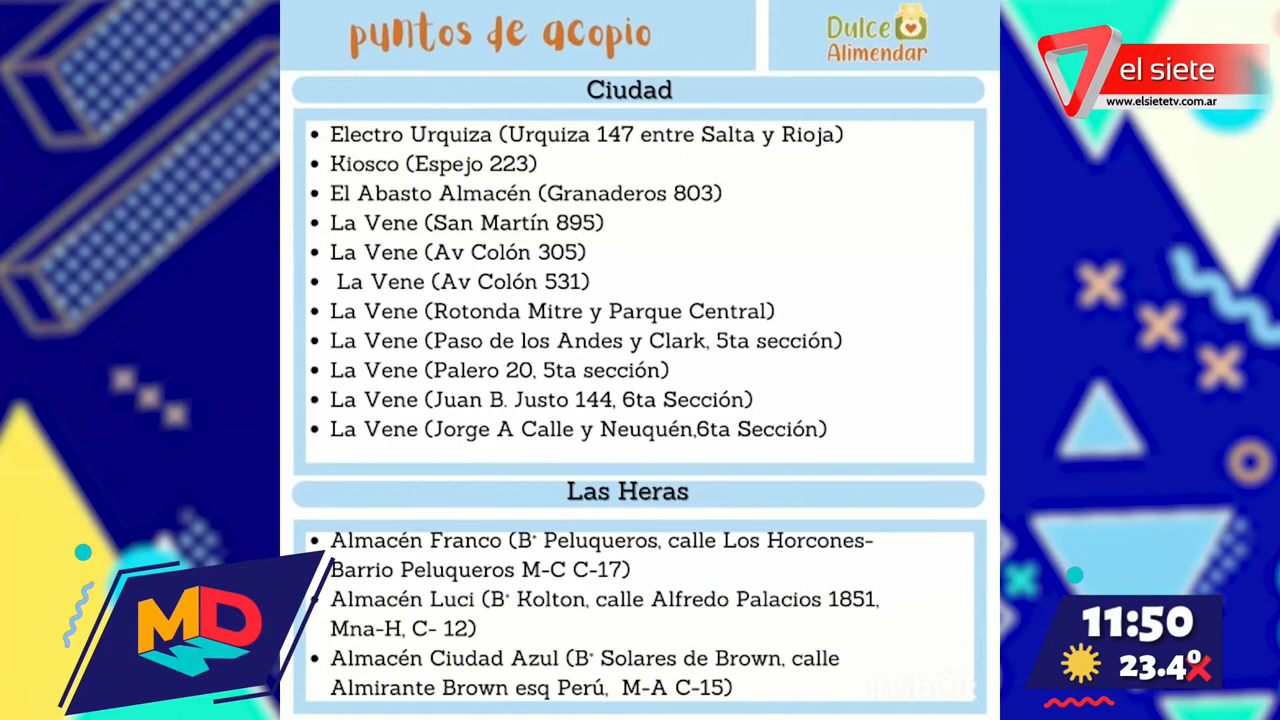 puntos de acopio
Dulce
Alimendar
el siete
www.elsietetv.com.ar
Ciudad
• Electro Urquiza (Urquiza 147 entre Salta y Rioja)
• Kiosco (Espejo 223)
• El Abasto Almacén (Granaderos 803)
• La Vene (San Martín 895)
• La Vene (Av Colón 305)
• La Vene (Av Colón 531)
• La Vene (Rotonda Mitre y Parque Central)
• La Vene (Paso de los Andes y Clark, 5ta sección)
• La Vene (Palero 20, 5ta sección)
• La Vene (Juan B. Justo 144, 6ta Sección)
• La Vene (Jorge A Calle y Neuquén,6ta Sección)
Las Heras
• Almacén Franco (B° Peluqueros, calle Los Horcones-
Barrio Peluqueros M-C C-17)
• Almacén Luci (B° Kolton, calle Alfredo Palacios 1851,
Mna-H, C- 12)
• Almacén Ciudad Azul (B° Solares de Brown, calle
Almirante Brown esq Perú, M-A C-15)
MD
11:50
23.4°